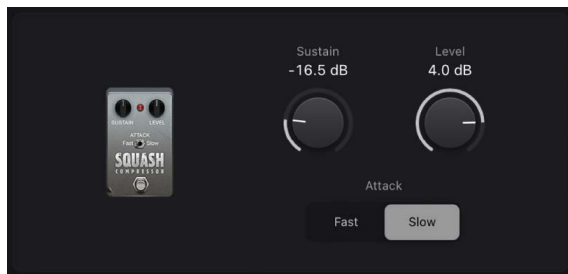 Sustain
-16.5 dB
Level
4.0 dB
SUSTAIN LEVEL
ATTACK
Fast Slow
SQUASH
COMPRESSOR
Attack
Fast Slow